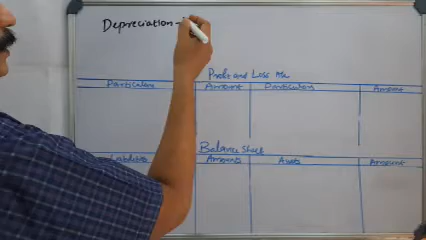 Depreciation -
Profit and Loss A/c
Particulars Amount Particulars Amount
Balance Sheet
Liabilities Amount Assets Amount